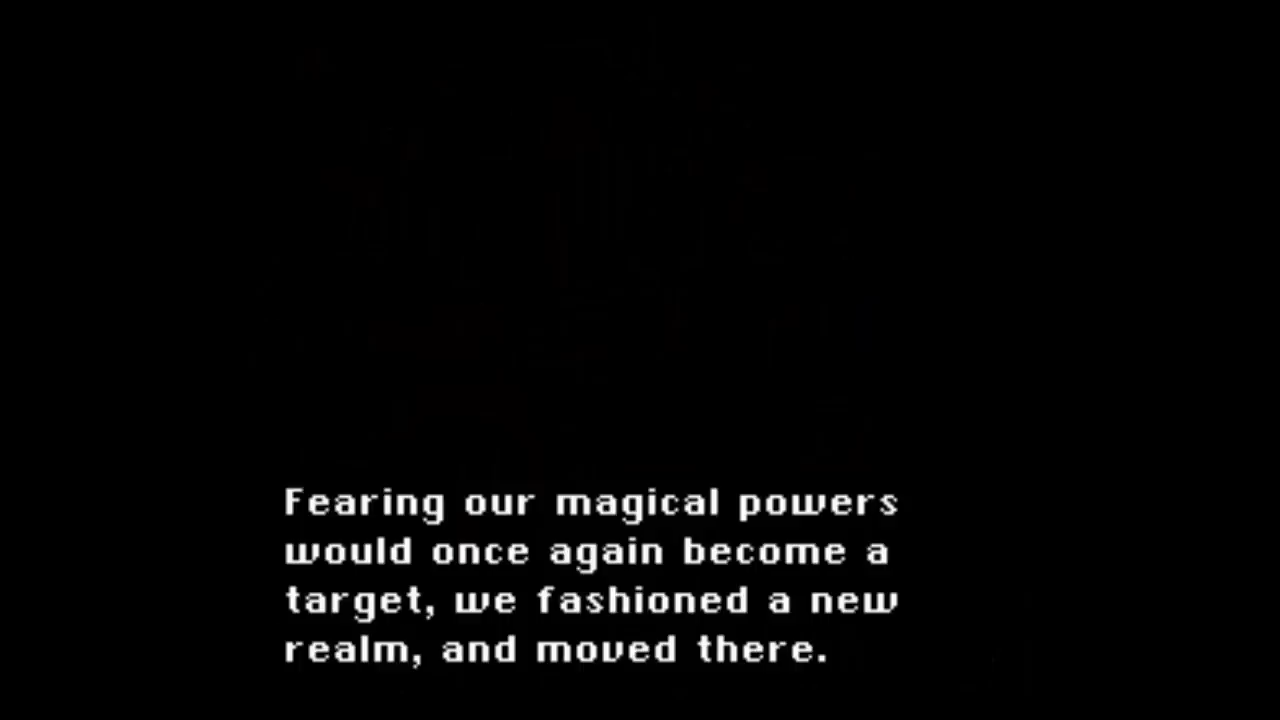 Fearing our magical powers
would once again become a
target, we fashioned a new
realm, and moved there.